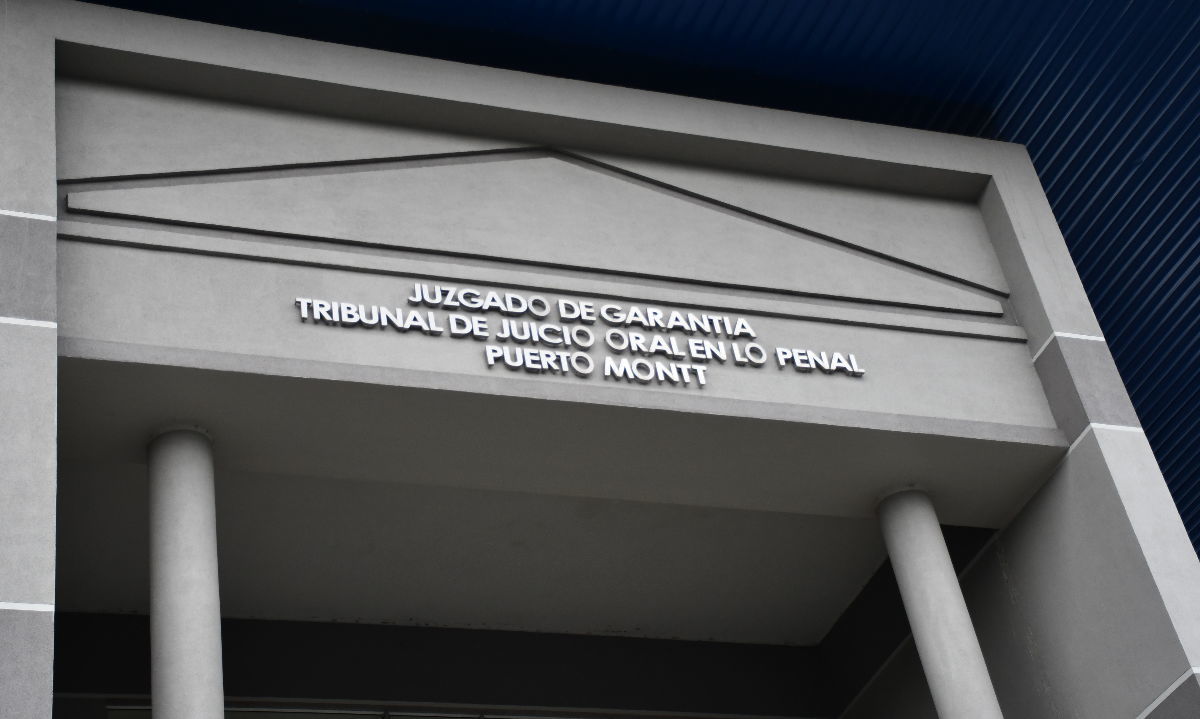 JUZGADO DE GARANTIA
TRIBUNAL DE JUICIO ORAL EN LO PENAL
PUERTO MONTT